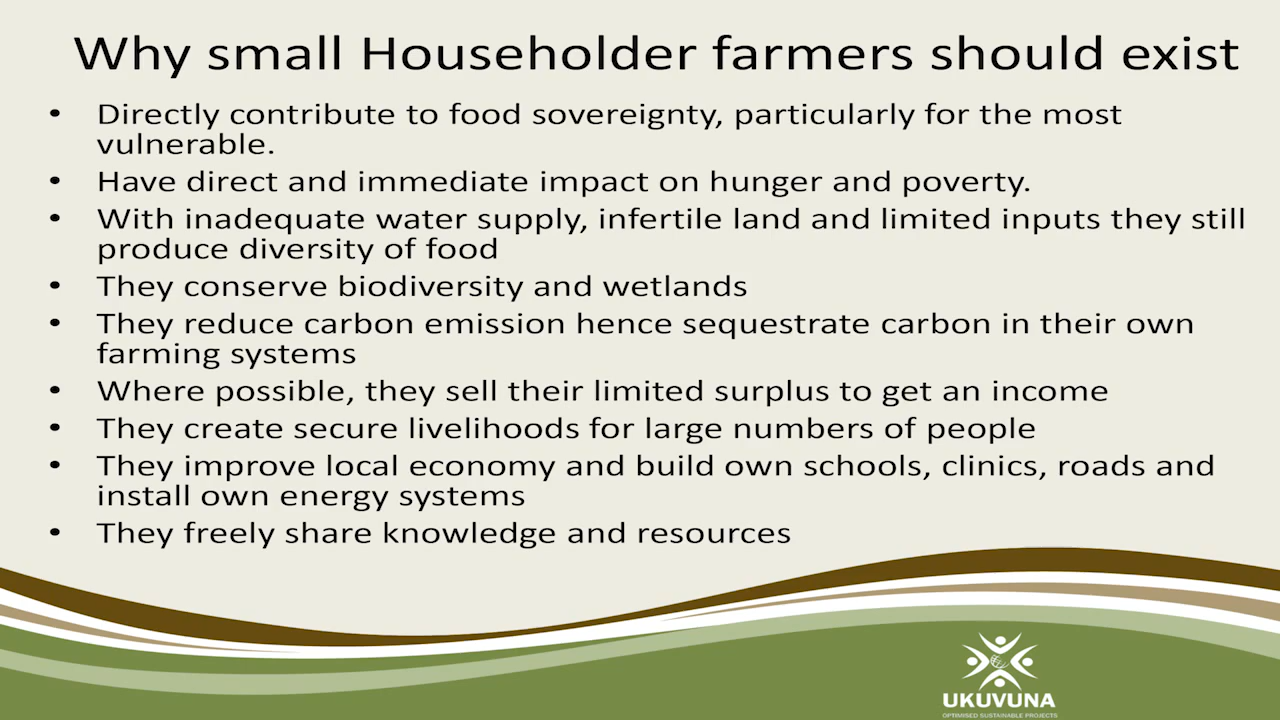 Why small Householder farmers should exist
• Directly contribute to food sovereignty, particularly for the most
vulnerable.
• Have direct and immediate impact on hunger and poverty.
• With inadequate water supply, infertile land and limited inputs they still
produce diversity of food
• They conserve biodiversity and wetlands
• They reduce carbon emission hence sequestrate carbon in their own
farming systems
• Where possible, they sell their limited surplus to get an income
• They create secure livelihoods for large numbers of people
• They improve local economy and build own schools, clinics, roads and
install own energy systems
• They freely share knowledge and resources
UKUVUNA
OPTIMISED SUSTAINABLE PROJECTS